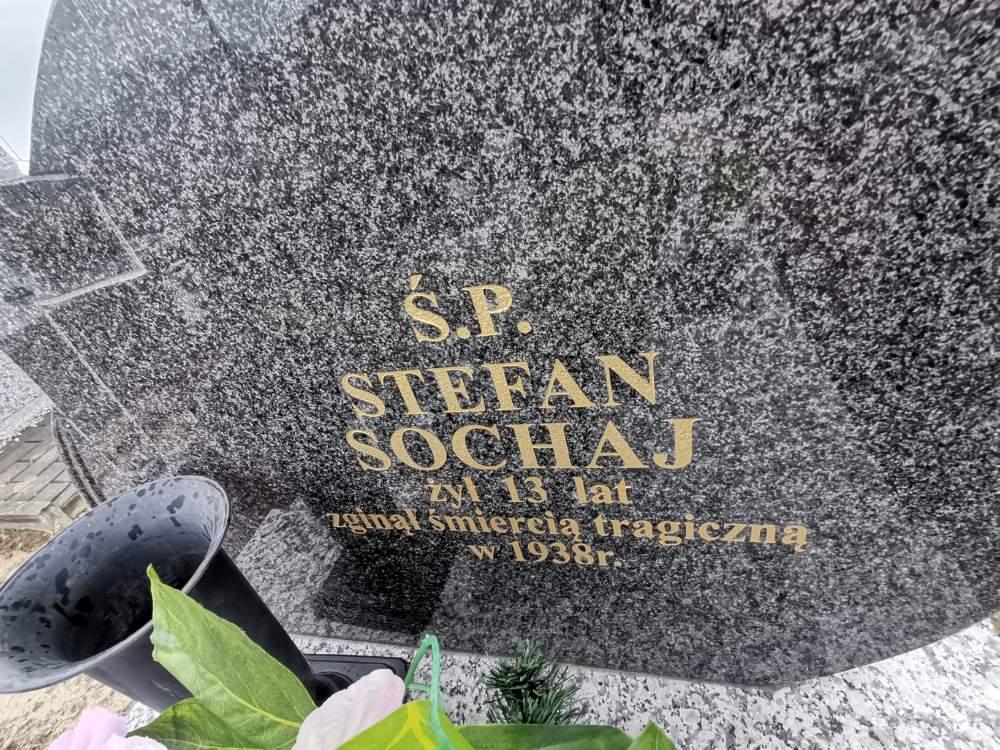 Ś.P.
STEFAN
SOCHAJ
żył 13 lat
zginął śmiercią tragiczną
w 1938r.